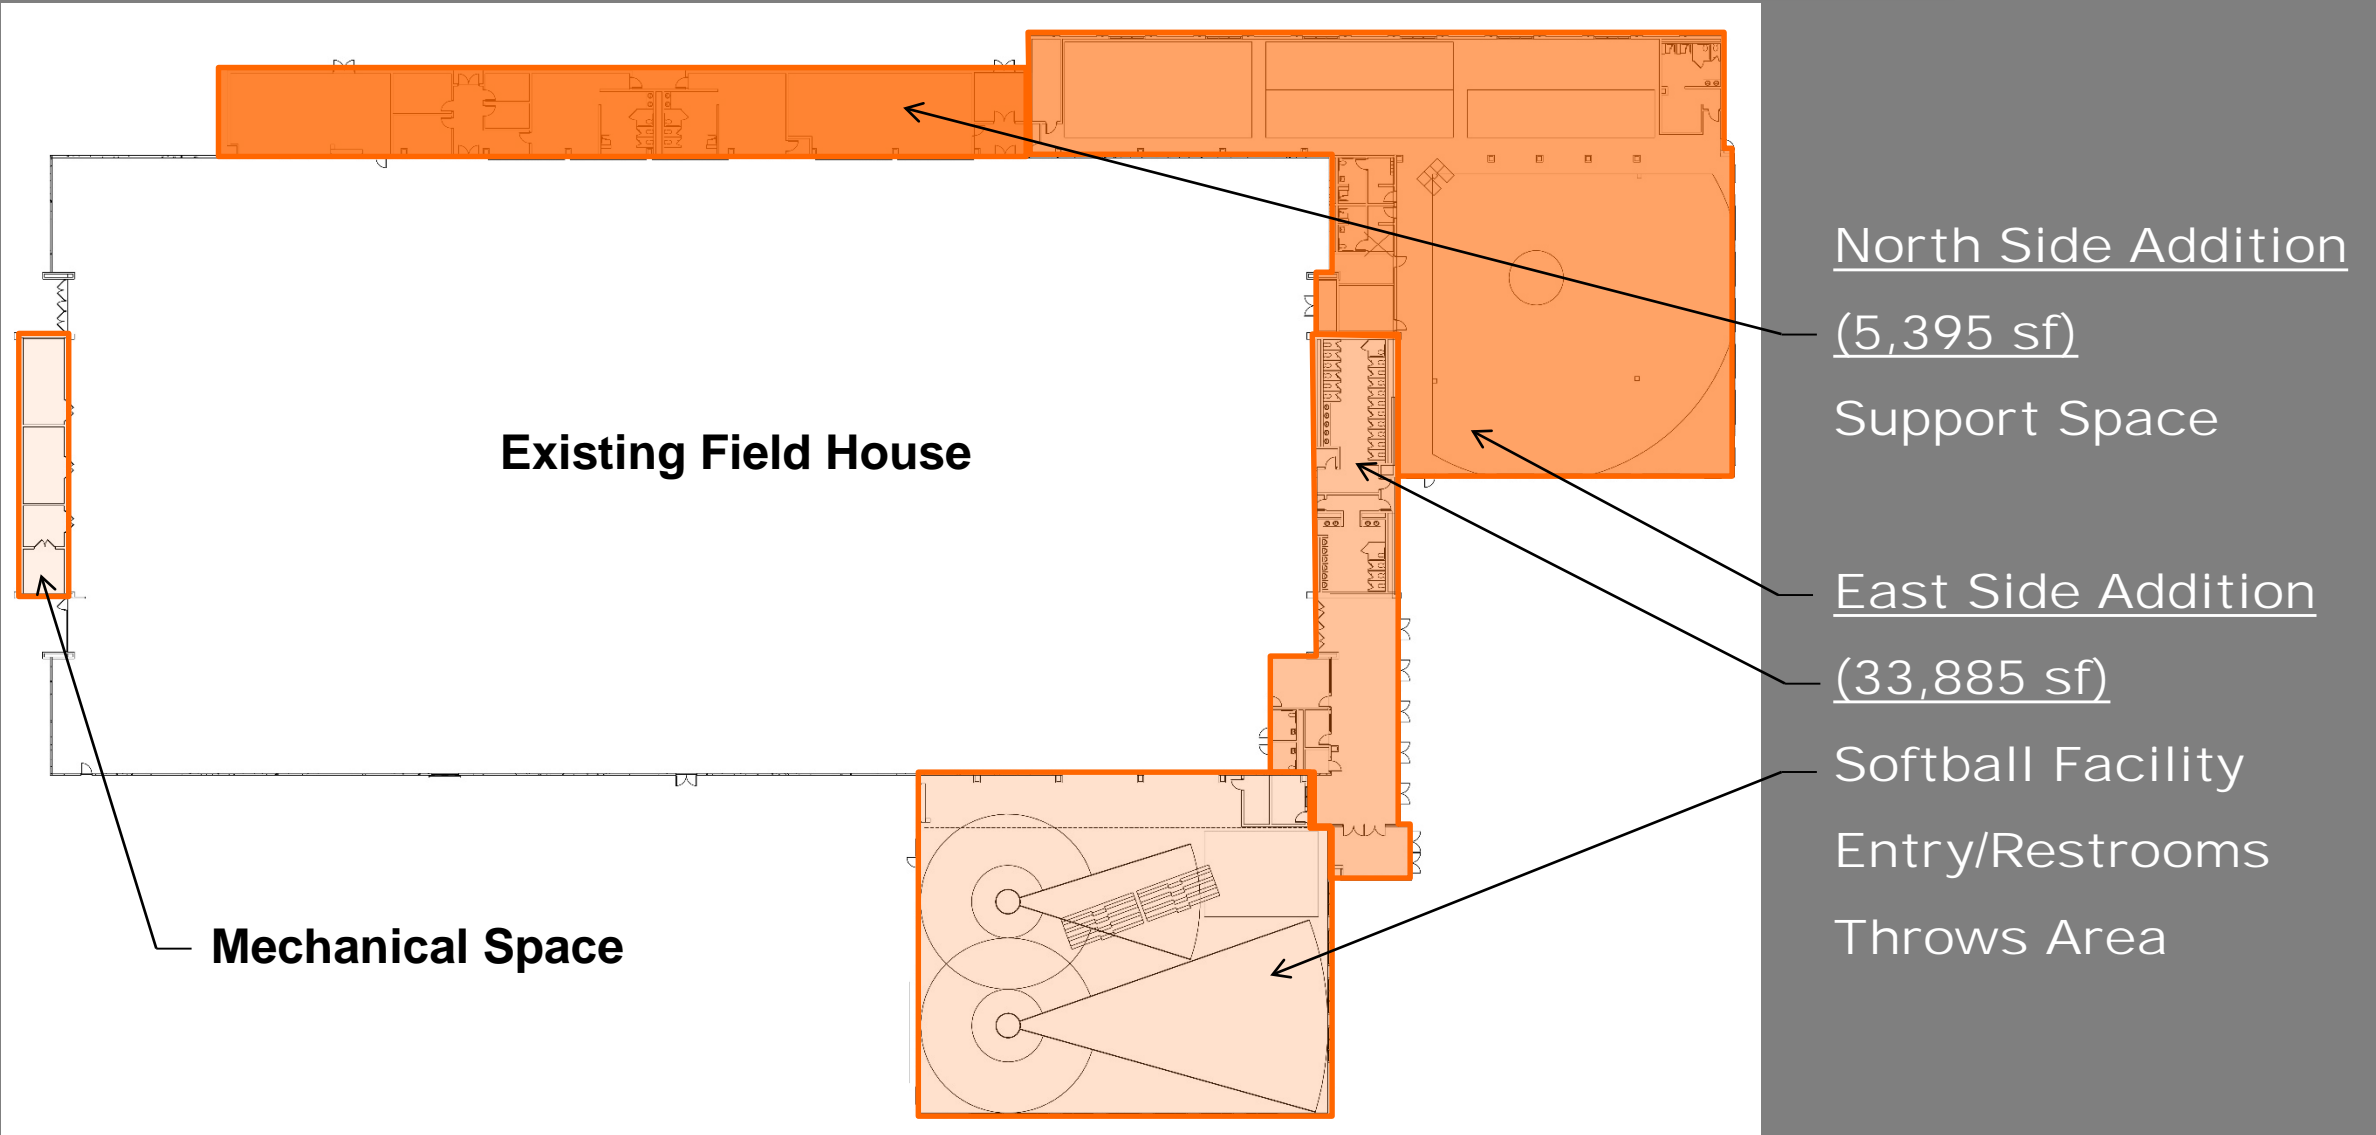 Existing Field House
Mechanical Space
North Side Addition
(5,395 sf)
Support Space
East Side Addition
(33,885 sf)
Softball Facility
Entry/Restrooms
Throws Area